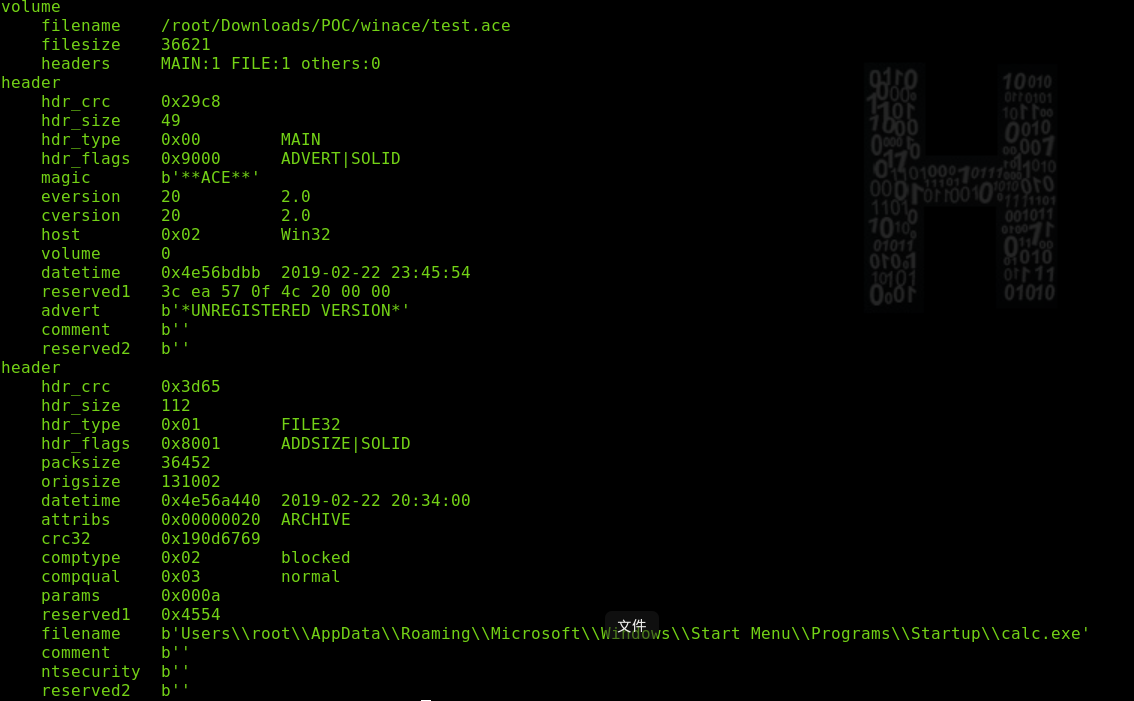 volume
filename /root/Downloads/POC/winace/test.ace
filesize 36621
headers MAIN:1 FILE:1 others:0
header
hdr_crc 0x29c8
hdr_size 49
hdr_type 0x00 MAIN
hdr_flags 0x9000 ADVERT|SOLID
magic b'**ACE**'
eversion 20 2.0
cversion 20 2.0
host 0x02 Win32
volume 0
datetime 0x4e56bdbb 2019-02-22 23:45:54
reserved1 3c ea 57 0f 4c 20 00 00
advert b'*UNREGISTERED VERSION*'
comment b''
reserved2 b''
header
hdr_crc 0x3d65
hdr_size 112
hdr_type 0x01 FILE32
hdr_flags 0x8001 ADDSIZE|SOLID
packsize 36452
origsize 131002
datetime 0x4e56a440 2019-02-22 20:34:00
attribs 0x00000020 ARCHIVE
crc32 0x190d6769
comptype 0x02 blocked
compqual 0x03 normal
params 0x000a
reserved1 0x4554
文件
filename b'Users\\root\\AppData\\Roaming\\Microsoft\\Windows\\Start Menu\\Programs\\Startup\\calc.exe'
comment b''
ntsecurity b''
reserved2 b''